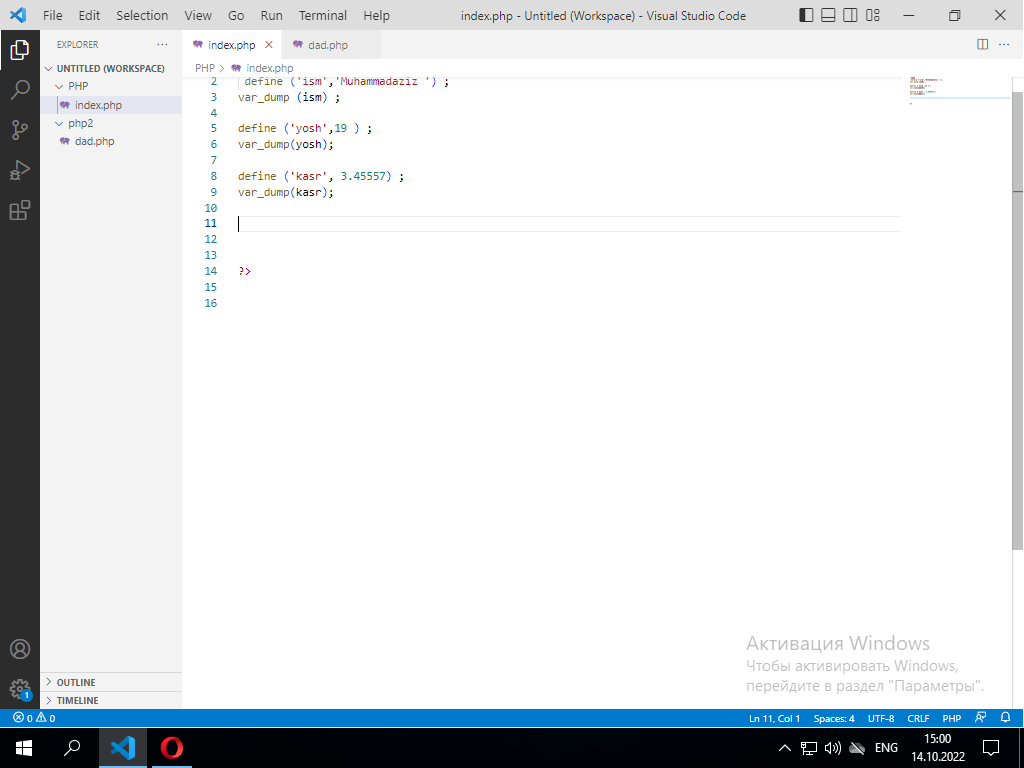 File Edit Selection View Go Run Terminal Help index.php - Untitled (Workspace) - Visual Studio Code
EXPLORER ···
UNTITLED (WORKSPACE)
PHP
index.php
php2
dad.php
OUTLINE
TIMELINE
index.php × dad.php
PHP > index.php
2 define ('ism','Muhammadaziz ') ;
3 var_dump (ism) ;
4
5 define ('yosh',19 ) ;
6 var_dump(yosh);
7
8 define ('kasr', 3.45557) ;
9 var_dump(kasr);
10
11
12
13
14 ?>
15
16
Активация Windows
Чтобы активировать Windows,
перейдите в раздел "Параметры".
1
0 0 Ln 11, Col 1 Spaces: 4 UTF-8 CRLF PHP
ENG 15:00
14.10.2022